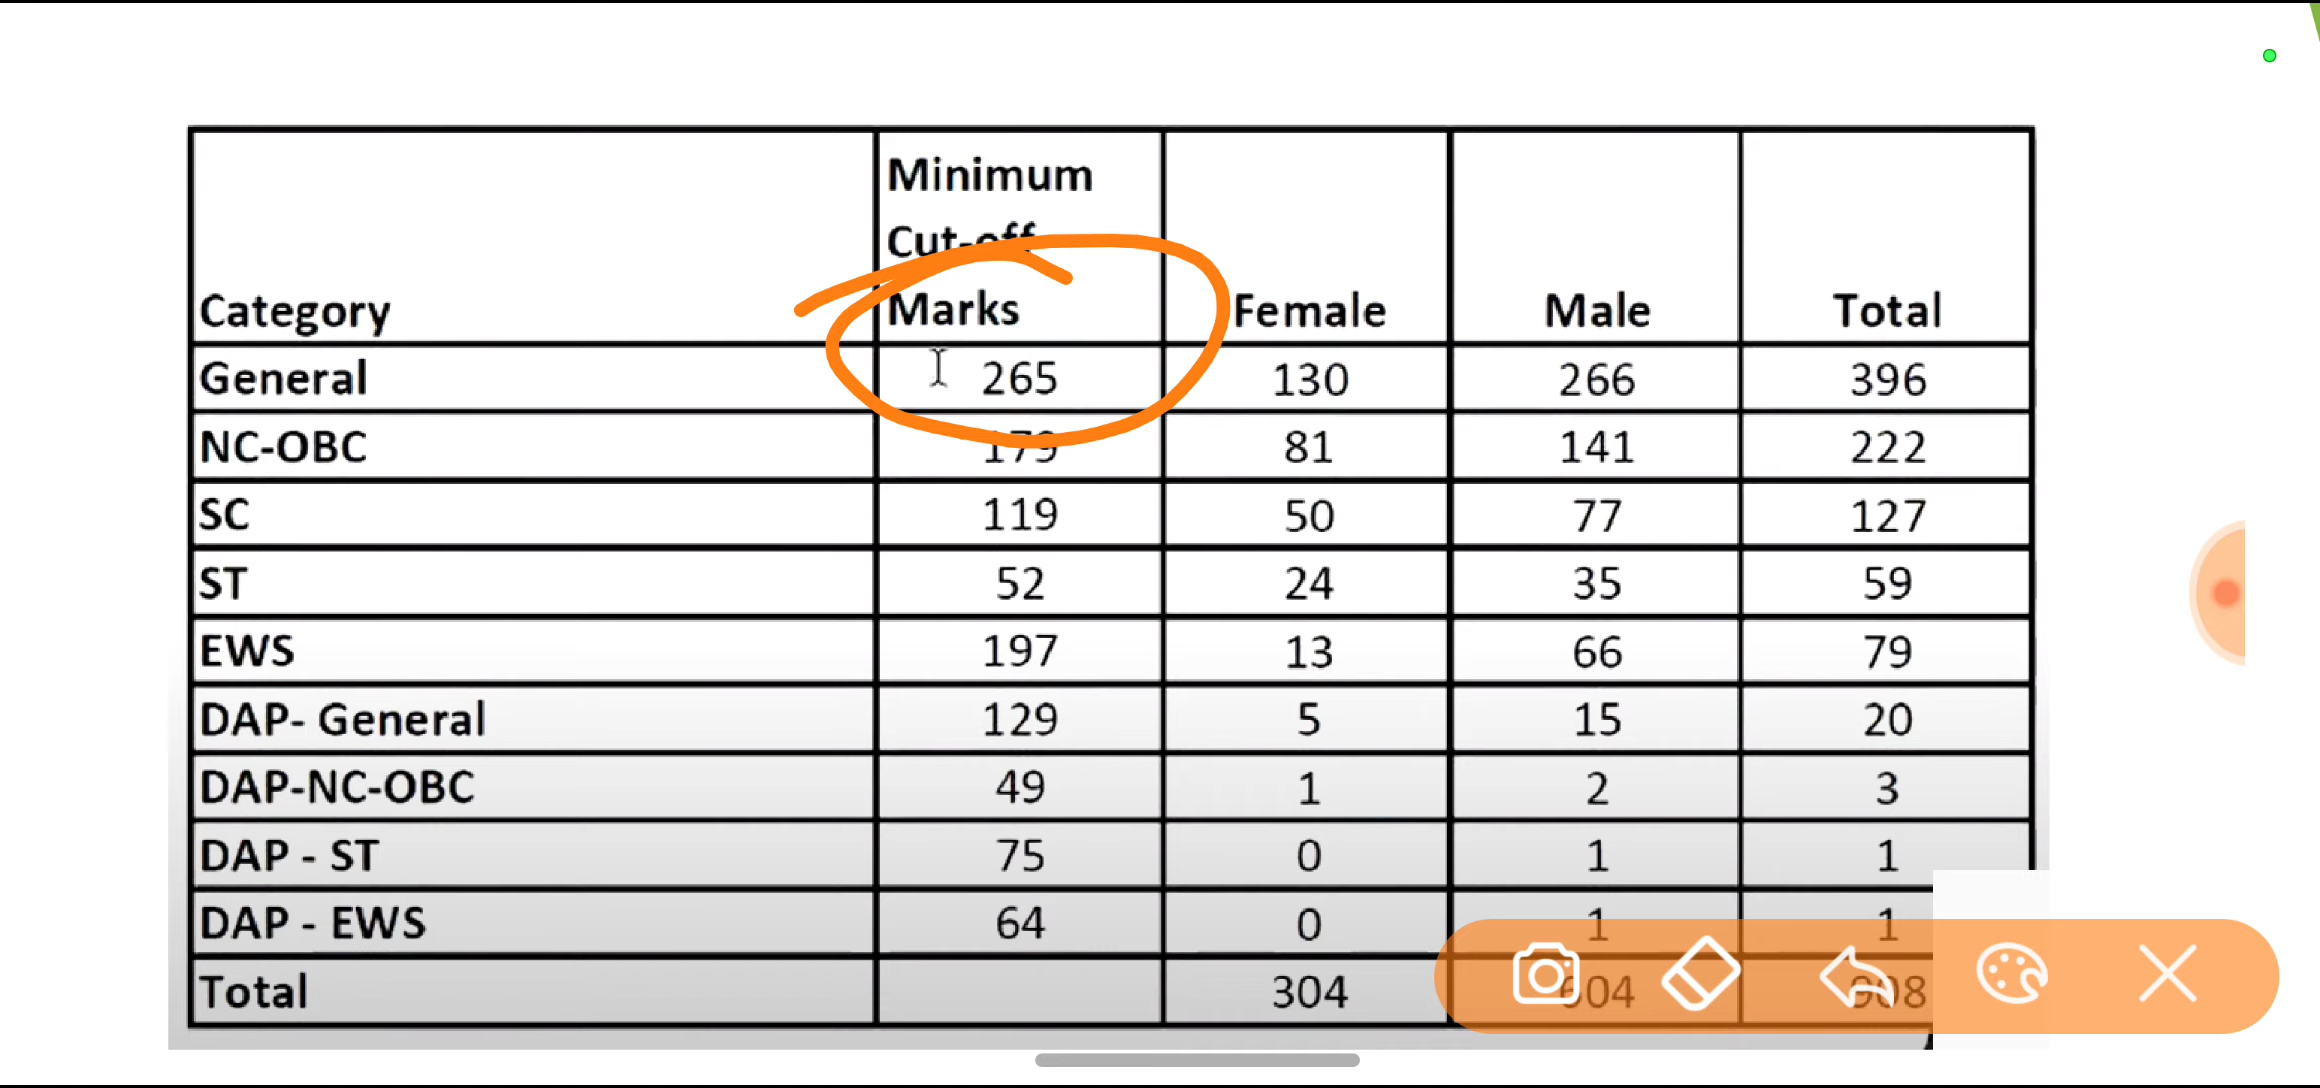 Category Minimum Cut-off Marks Female Male Total
General 265 130 266 396
NC-OBC 179 81 141 222
SC 119 50 77 127
ST 52 24 35 59
EWS 197 13 66 79
DAP- General 129 5 15 20
DAP-NC-OBC 49 1 2 3
DAP - ST 75 0 1 1
DAP - EWS 64 0 1 1
Total 304 604 908